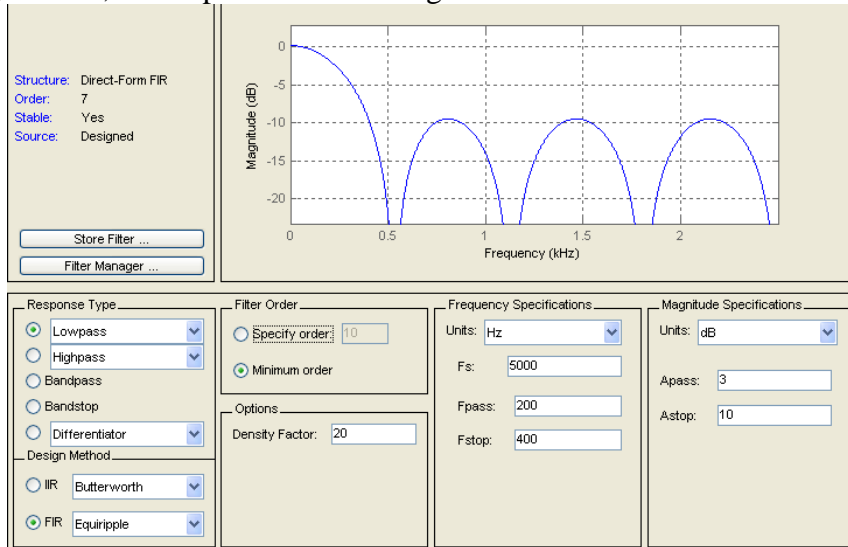 Structure: Direct-Form FIR
Order: 7
Stable: Yes
Source: Designed
Store Filter ...
Filter Manager ...
Magnitude (dB)
0
-5
-10
-15
-20
0 0.5 1 1.5 2
Frequency (kHz)
Response Type
Lowpass
Highpass
Bandpass
Bandstop
Differentiator
Design Method
IIR Butterworth
FIR Equiripple
Filter Order
Specify order: 10
Minimum order
Options
Density Factor: 20
Frequency Specifications
Units: Hz
Fs: 5000
Fpass: 200
Fstop: 400
Magnitude Specifications
Units: dB
Apass: 3
Astop: 10